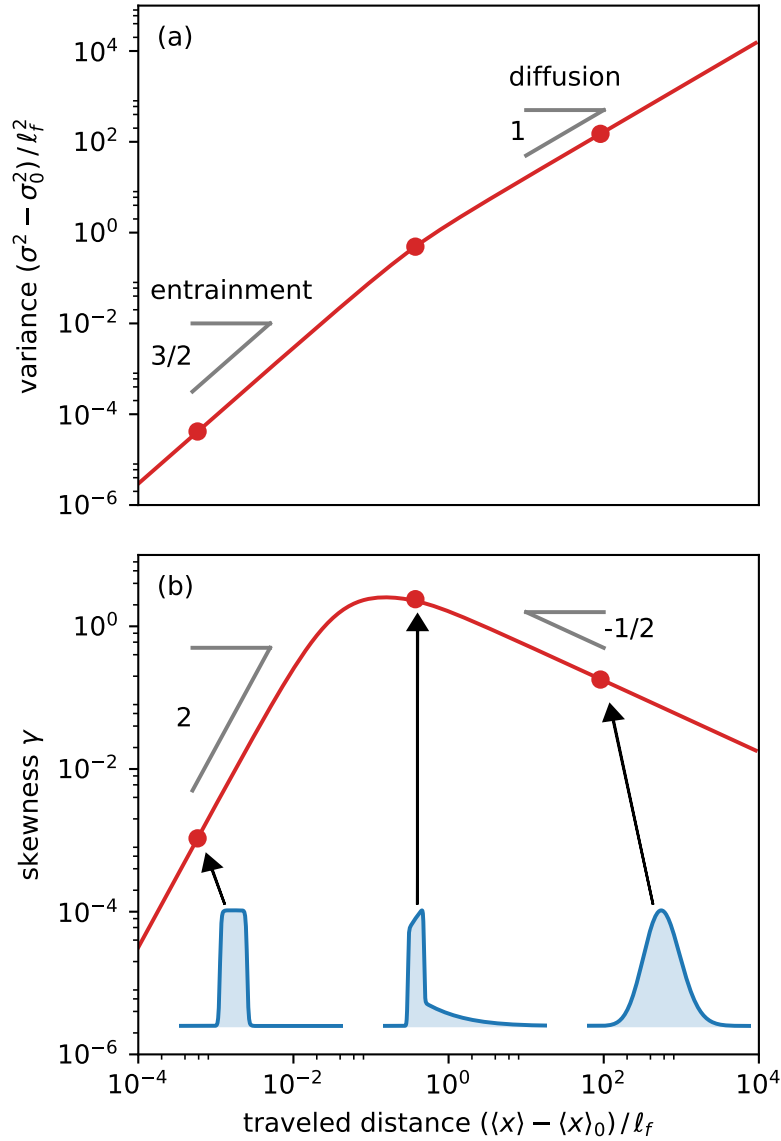 (a)
10⁴
10²
10⁰
10⁻²
10⁻⁴
10⁻⁶
variance (σ² − σ₀²) / ℓ_f²
diffusion
1
entrainment
3/2
(b)
10⁰
10⁻²
10⁻⁴
10⁻⁶
skewness γ
2
-1/2
10⁻⁴
10⁻²
10⁰
10²
10⁴
traveled distance (⟨x⟩ − ⟨x⟩₀) / ℓ_f